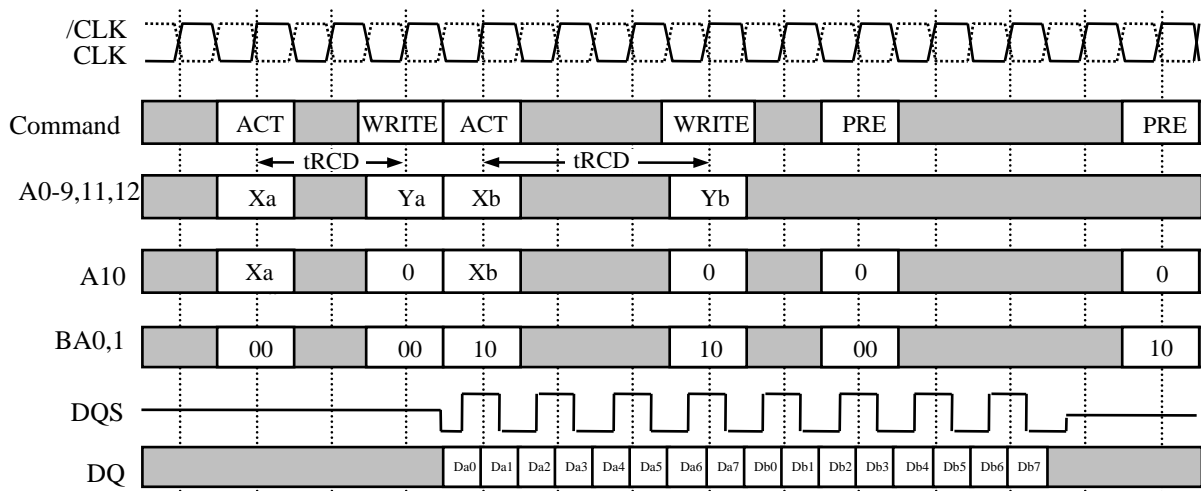 /CLK
CLK
Command ACT WRITE ACT WRITE PRE PRE
tRCD tRCD
A0-9,11,12 Xa Ya Xb Yb
A10 Xa 0 Xb 0 0 0
BA0,1 00 00 10 10 00 10
DQS
DQ Da0 Da1 Da2 Da3 Da4 Da5 Da6 Da7 Db0 Db1 Db2 Db3 Db4 Db5 Db6 Db7